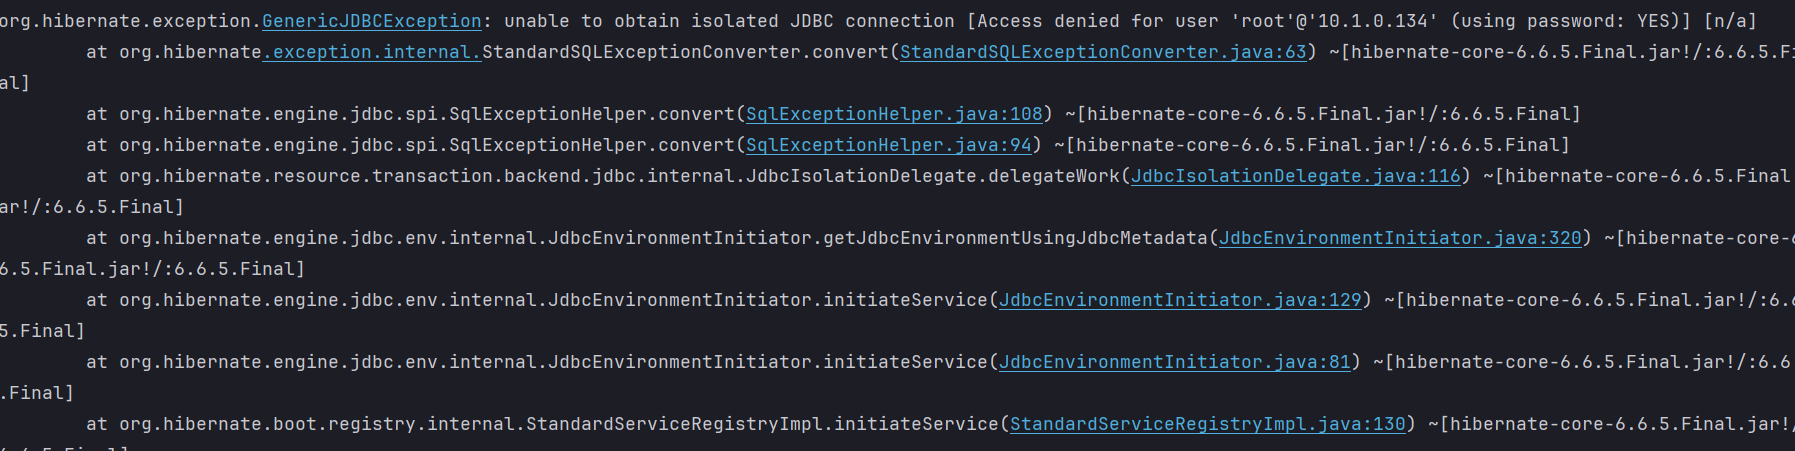 org.hibernate.exception.GenericJDBCException: unable to obtain isolated JDBC connection [Access denied for user 'root'@'10.1.0.134' (using password: YES)] [n/a]
at org.hibernate.exception.internal.StandardSQLExceptionConverter.convert(StandardSQLExceptionConverter.java:63) ~[hibernate-core-6.6.5.Final.jar!/:6.6.5.Fi
al]
at org.hibernate.engine.jdbc.spi.SqlExceptionHelper.convert(SqlExceptionHelper.java:108) ~[hibernate-core-6.6.5.Final.jar!/:6.6.5.Final]
at org.hibernate.engine.jdbc.spi.SqlExceptionHelper.convert(SqlExceptionHelper.java:94) ~[hibernate-core-6.6.5.Final.jar!/:6.6.5.Final]
at org.hibernate.resource.transaction.backend.jdbc.internal.JdbcIsolationDelegate.delegateWork(JdbcIsolationDelegate.java:116) ~[hibernate-core-6.6.5.Final
ar!/:6.6.5.Final]
at org.hibernate.engine.jdbc.env.internal.JdbcEnvironmentInitiator.getJdbcEnvironmentUsingJdbcMetadata(JdbcEnvironmentInitiator.java:320) ~[hibernate-core-6
6.5.Final.jar!/:6.6.5.Final]
at org.hibernate.engine.jdbc.env.internal.JdbcEnvironmentInitiator.initiateService(JdbcEnvironmentInitiator.java:129) ~[hibernate-core-6.6.5.Final.jar!/:6.6
5.Final]
at org.hibernate.engine.jdbc.env.internal.JdbcEnvironmentInitiator.initiateService(JdbcEnvironmentInitiator.java:81) ~[hibernate-core-6.6.5.Final.jar!/:6.6
.Final]
at org.hibernate.boot.registry.internal.StandardServiceRegistryImpl.initiateService(StandardServiceRegistryImpl.java:130) ~[hibernate-core-6.6.5.Final.jar!/